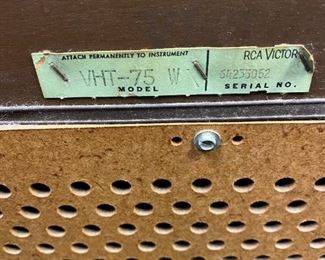 ATTACH PERMANENTLY TO INSTRUMENT
RCA VICTOR
VHT-75 W
64233052
MODEL
SERIAL NO.